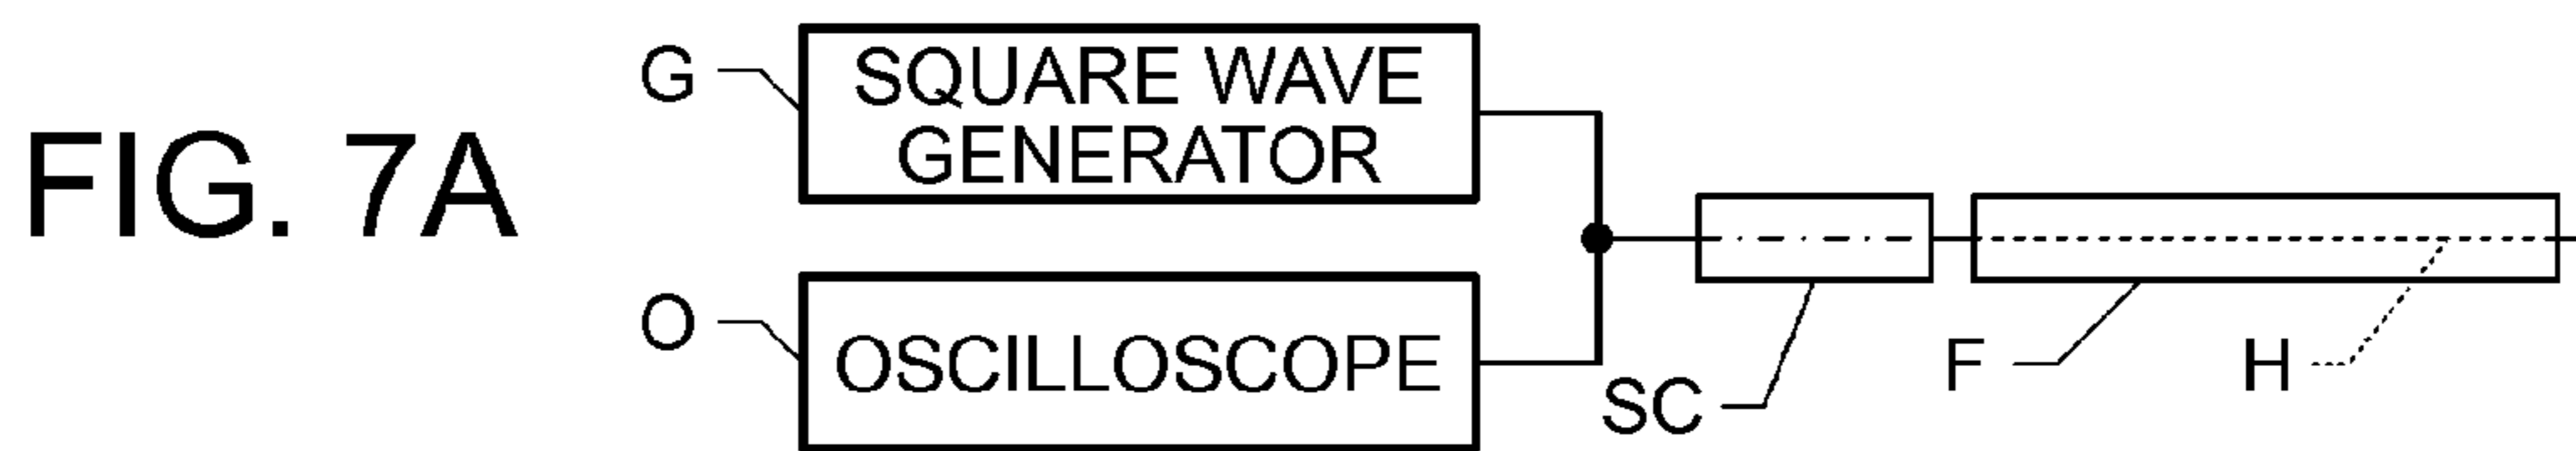 FIG. 7A
G
SQUARE WAVE
GENERATOR
O
OSCILLOSCOPE
SC
F
H